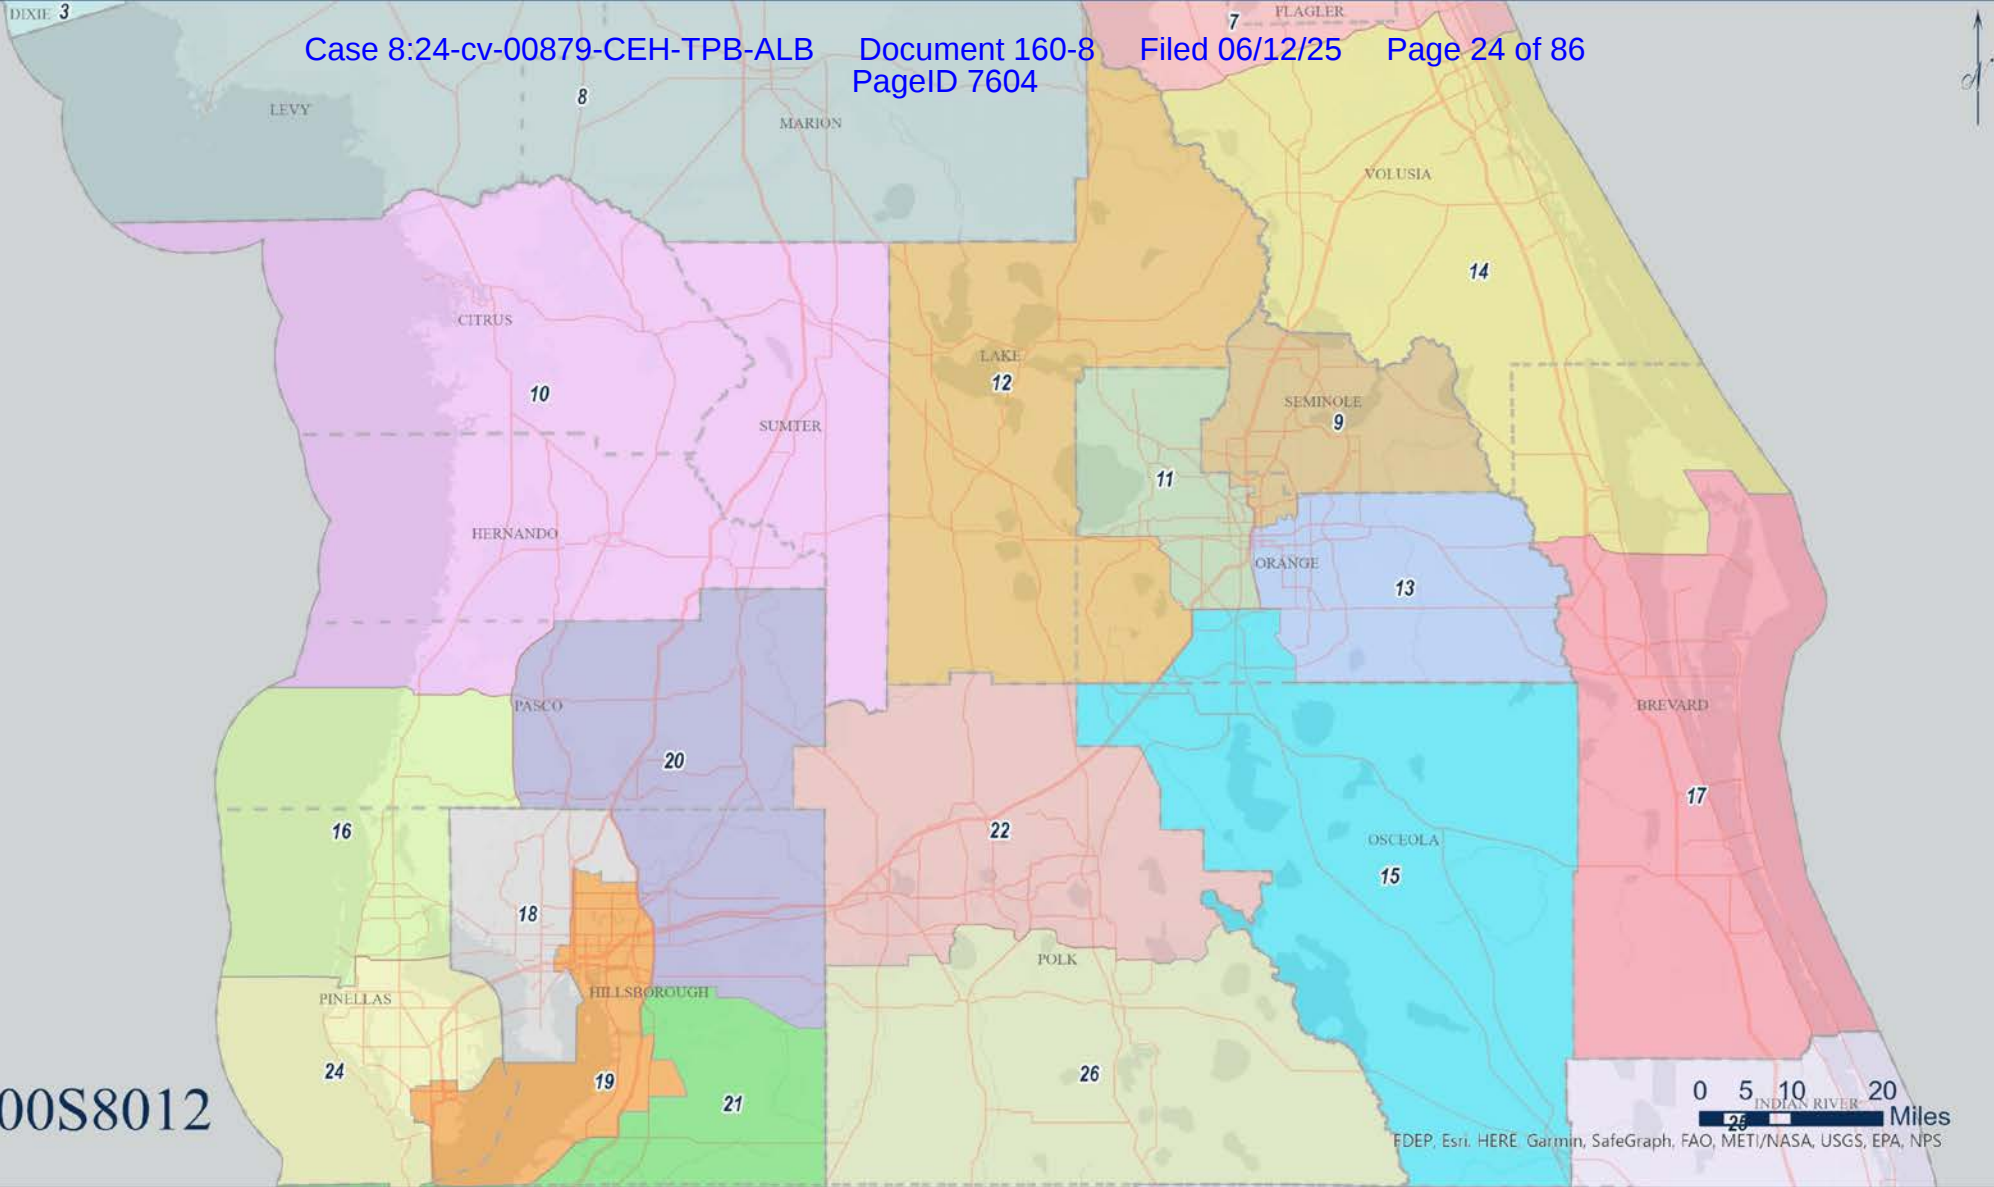 DIXIE 3
7 FLAGLER
Case 8:24-cv-00879-CEH-TPB-ALB Document 160-8 Filed 06/12/25 Page 24 of 86
PageID 7604
N
8
LEVY
MARION
VOLUSIA
14
CITRUS
LAKE
12
10
SEMINOLE
9
SUMTER
11
HERNANDO
ORANGE
13
PASCO
BREVARD
20
17
16
22
OSCEOLA
15
18
POLK
PINELLAS
HILLSBOROUGH
24
19
26
21
00S8012
0 5 10 20
INDIAN RIVER
Miles
25
FDEP, Esri, HERE, Garmin, SafeGraph, FAO, METI/NASA, USGS, EPA, NPS